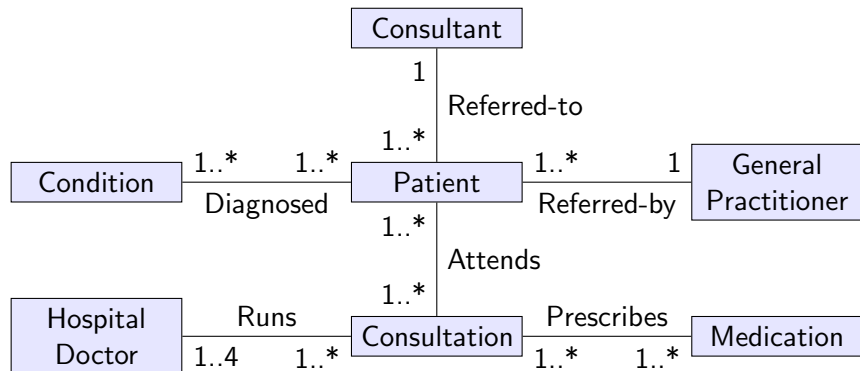 Consultant
1
Referred-to
1..*
1..* 1..* 1..* 1
Condition Patient General
Practitioner
Diagnosed Referred-by
1..*
Attends
1..*
Hospital
Doctor
Runs Prescribes
Consultation Medication
1..4 1..* 1..* 1..*